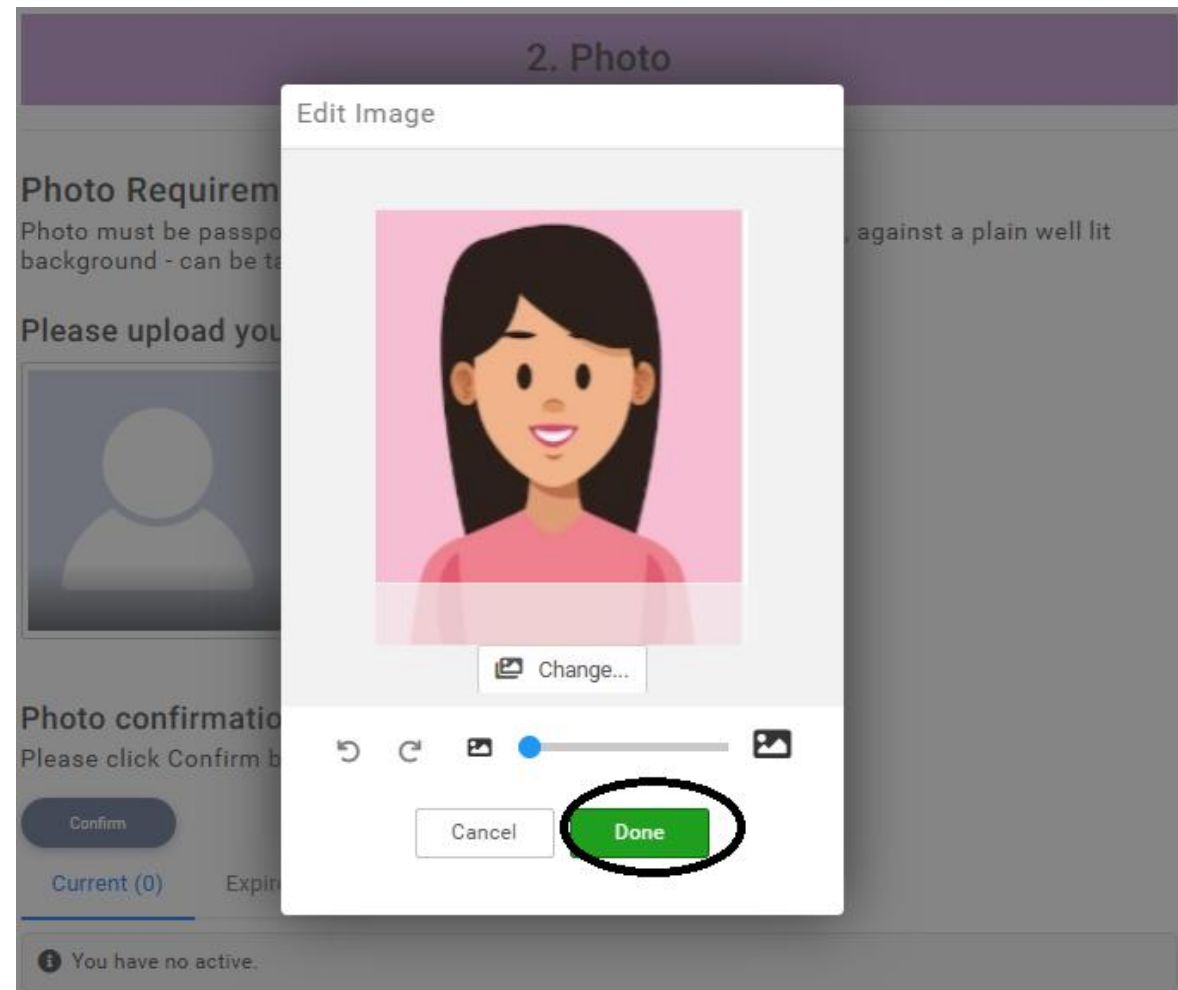 2. Photo
Edit Image
Photo Requirem
Photo must be passpo , against a plain well lit
background - can be ta
Please upload you
Change...
Photo confirmatio
Please click Confirm b
Cancel Done
Confirm
Current (0) Expir
You have no active.